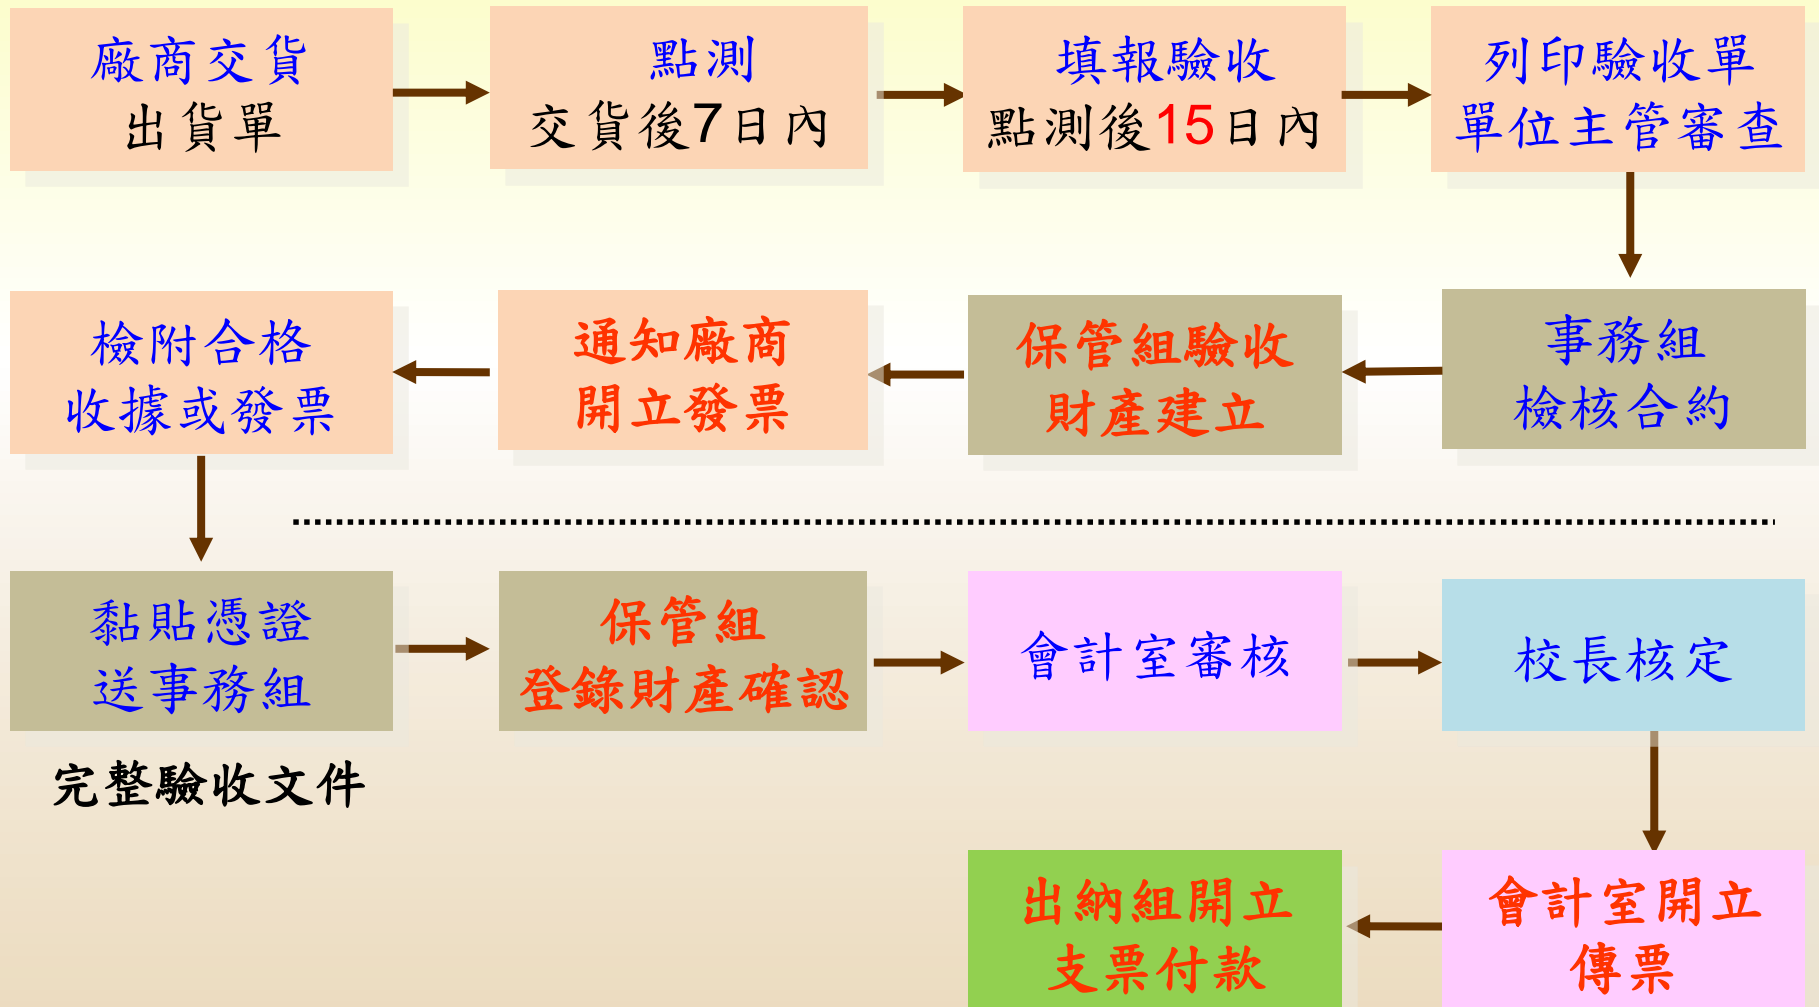 廠商交貨
出貨單
點測
交貨後7日內
填報驗收
點測後15日內
列印驗收單
單位主管審查
事務組
檢核合約
保管組驗收
財產建立
通知廠商
開立發票
檢附合格
收據或發票
黏貼憑證
送事務組
完整驗收文件
保管組
登錄財產確認
會計室審核
校長核定
會計室開立
傳票
出納組開立
支票付款